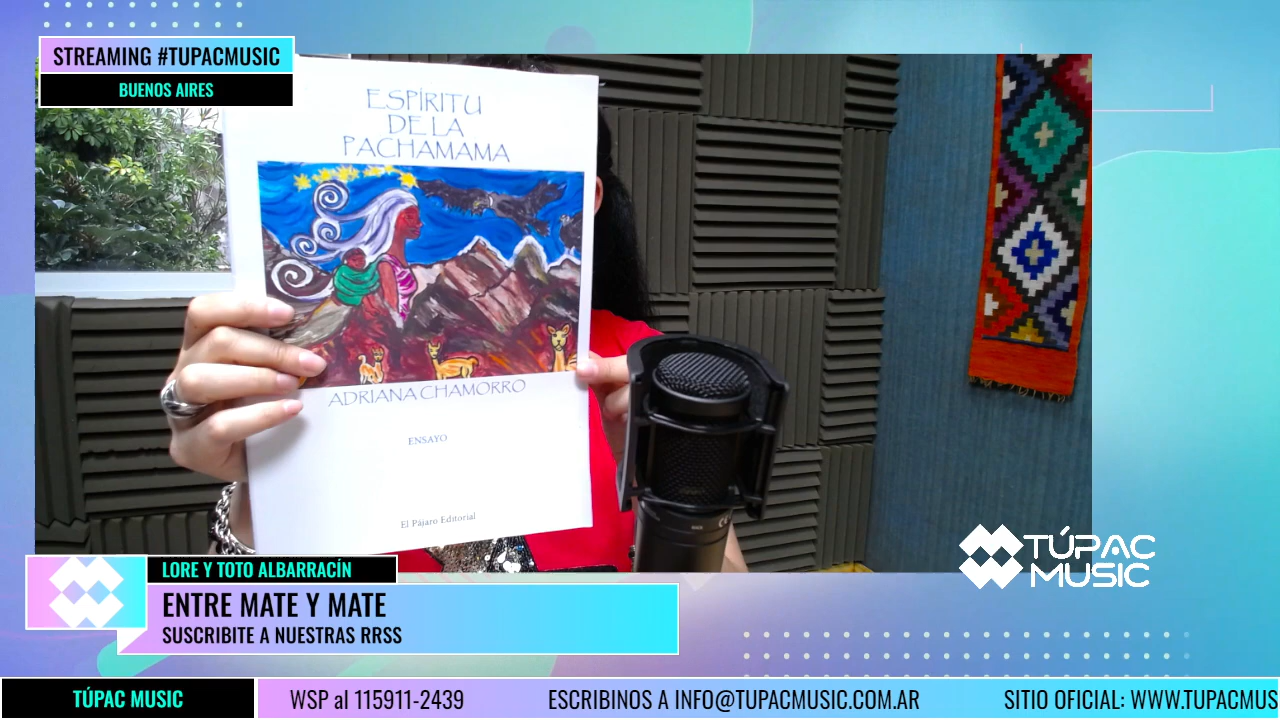 STREAMING #TUPACMUSIC
BUENOS AIRES
ESPÍRITU
DE LA
PACHAMAMA
ADRIANA CHAMORRO
ENSAYO
El Pájaro Editorial
TÚPAC
MUSIC
LORE Y TOTO ALBARRACÍN
ENTRE MATE Y MATE
SUSCRIBITE A NUESTRAS RRSS
TÚPAC MUSIC WSP al 115911-2439 ESCRIBINOS A INFO@TUPACMUSIC.COM.AR SITIO OFICIAL: WWW.TUPACMUS